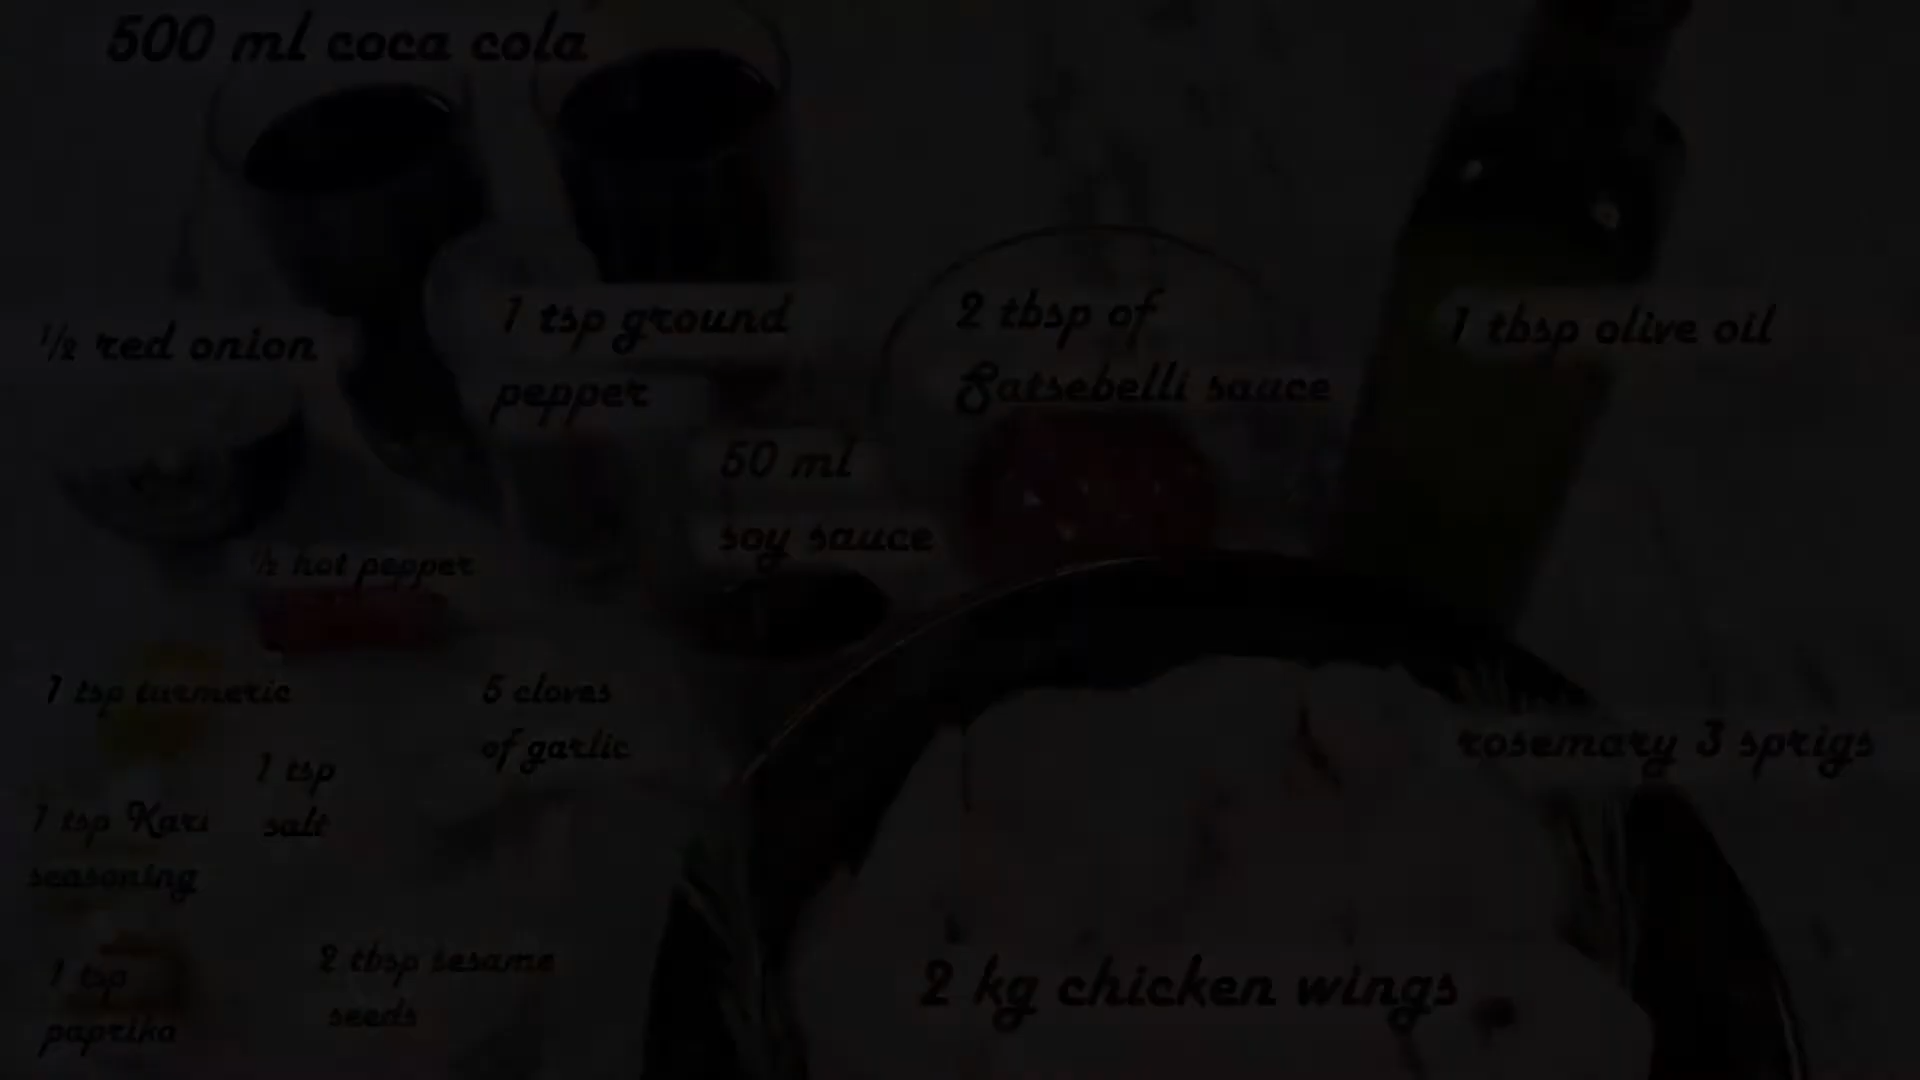 500 ml coca cola
½ red onion
1 tsp ground
pepper
2 tbsp of
Satsebelli sauce
1 tbsp olive oil
50 ml
soy sauce
½ hot pepper
1 tsp turmeric
5 cloves
of garlic
1 tsp
salt
1 tsp Kari
seasoning
rosemary 3 sprigs
1 tsp
paprika
2 tbsp sesame
seeds
2 kg chicken wings